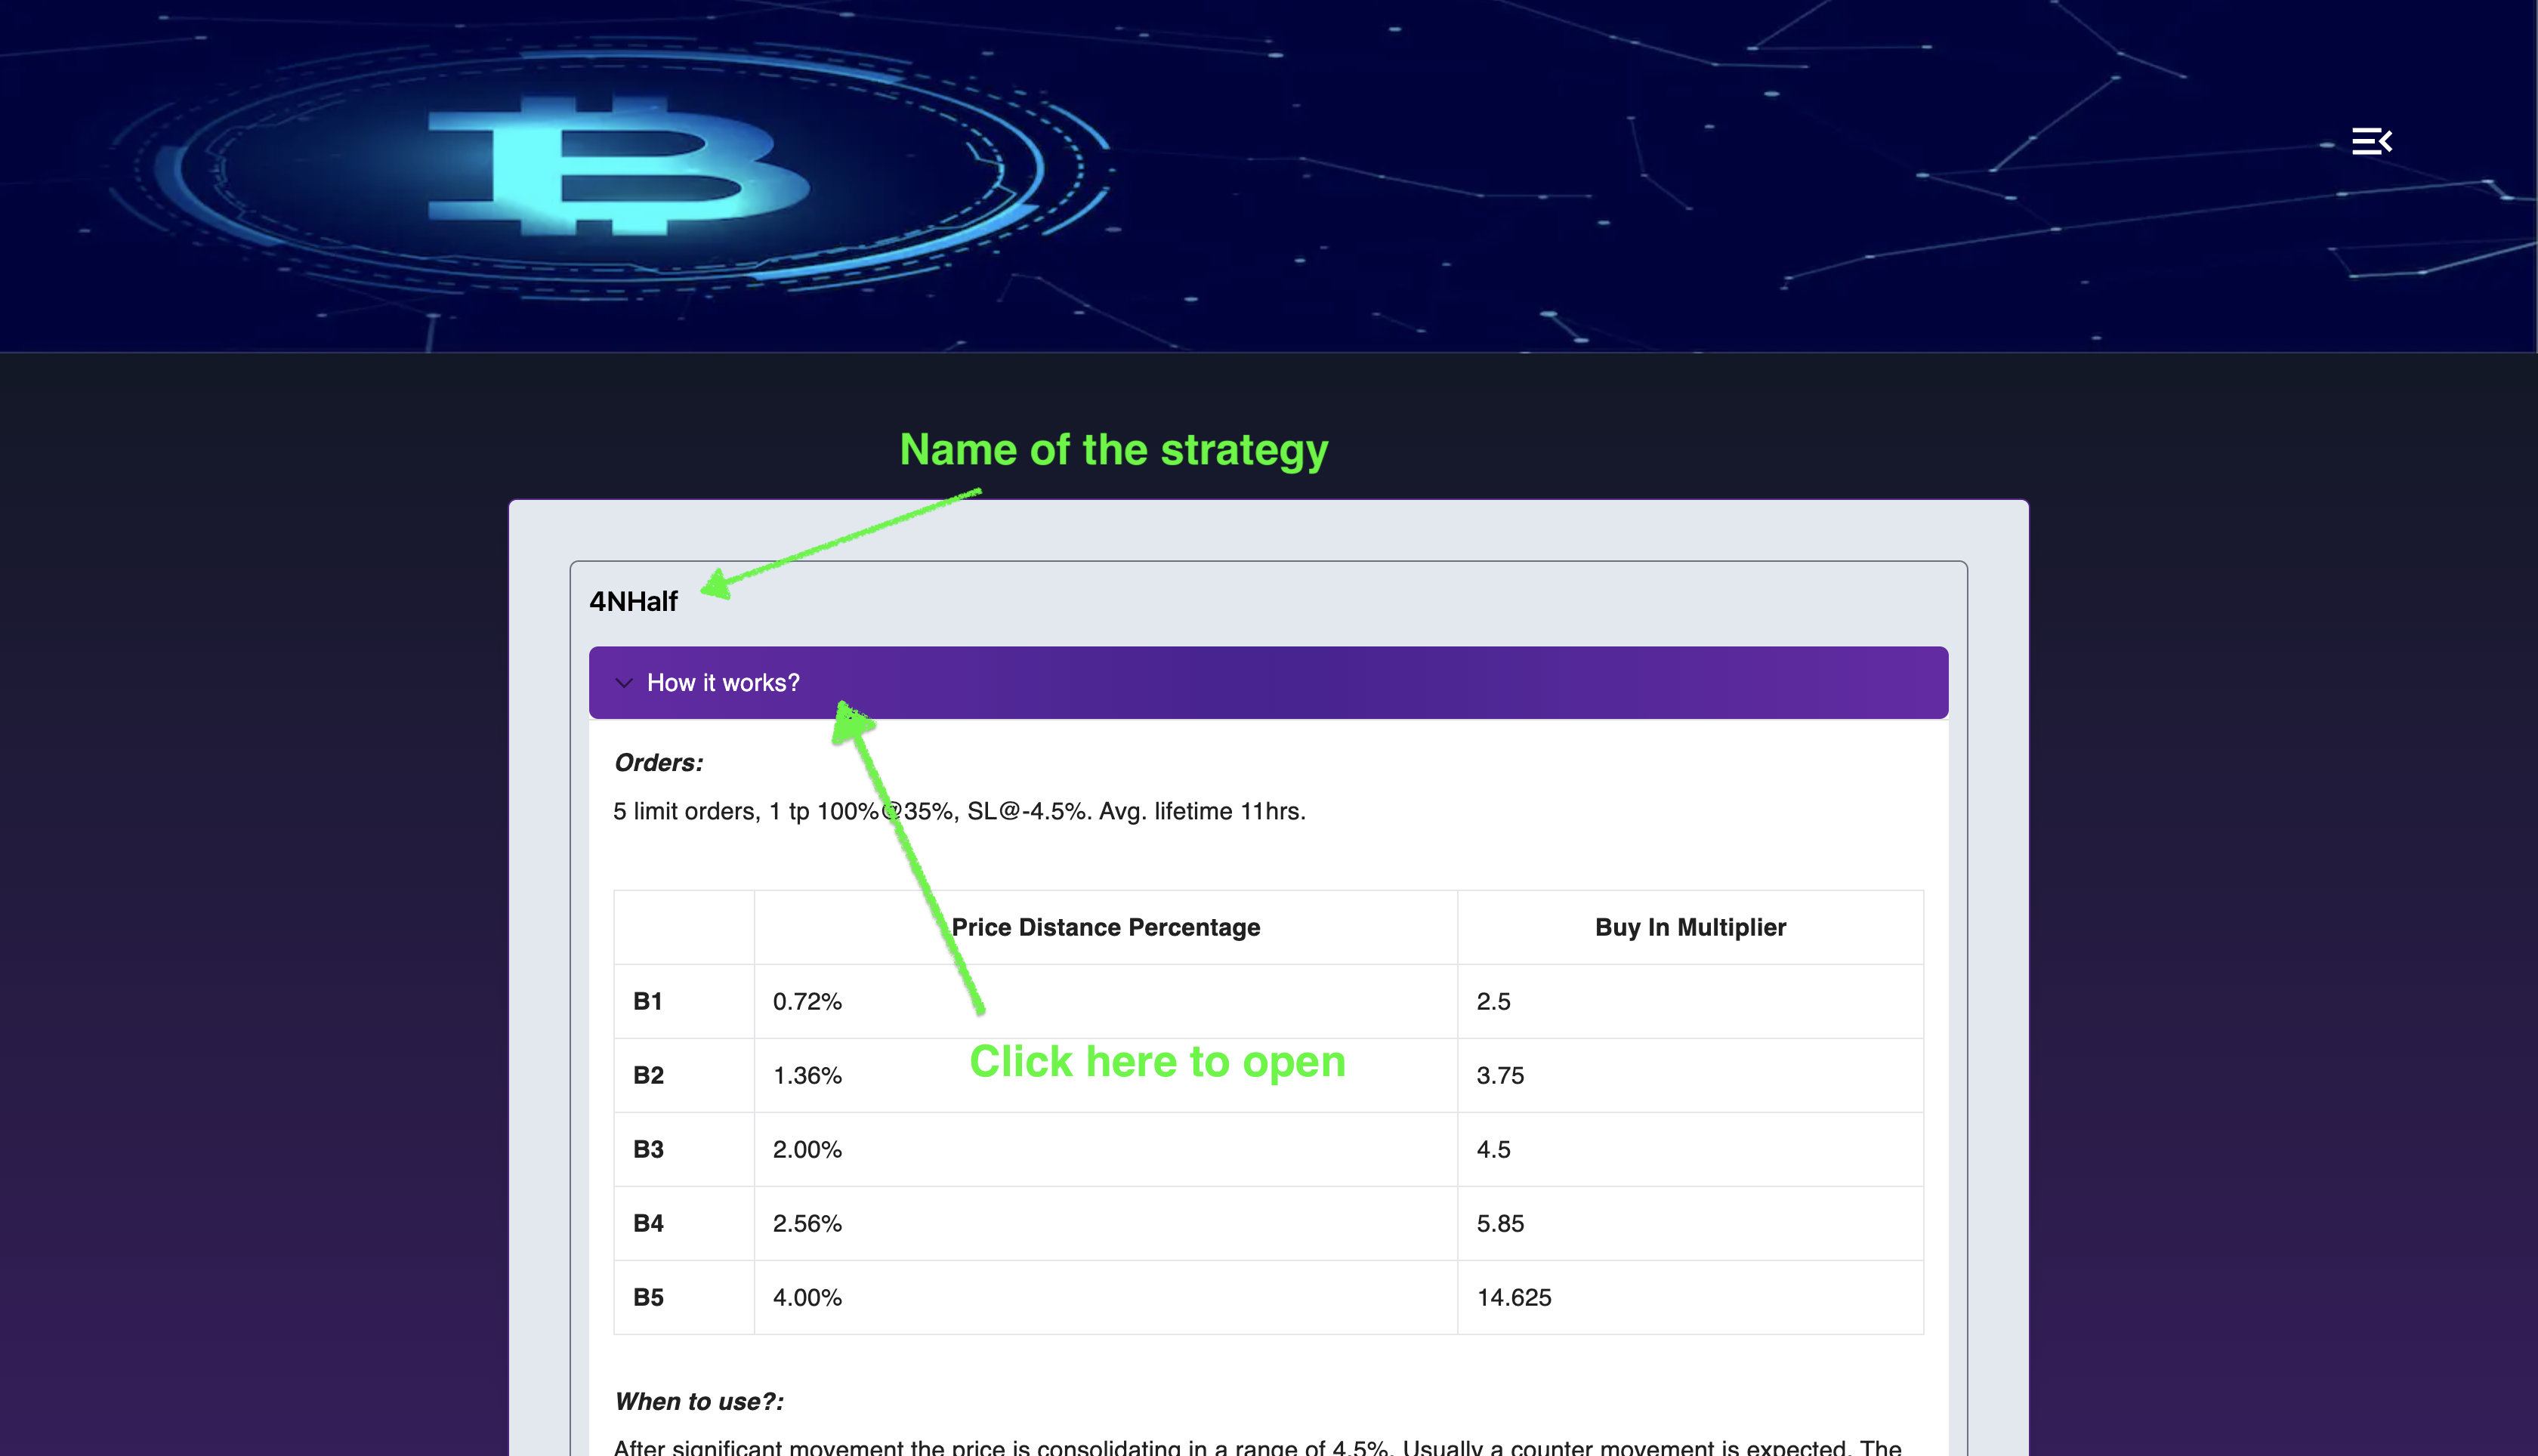 Name of the strategy
4NHalf
How it works?
Orders:
5 limit orders, 1 tp 100%@35%, SL@-4.5%. Avg. lifetime 11hrs.
Price Distance Percentage Buy In Multiplier
B1 0.72% 2.5
Click here to open
B2 1.36% 3.75
B3 2.00% 4.5
B4 2.56% 5.85
B5 4.00% 14.625
When to use?:
After significant movement the price is consolidating in a range of 4.5%. Usually a counter movement is expected. The